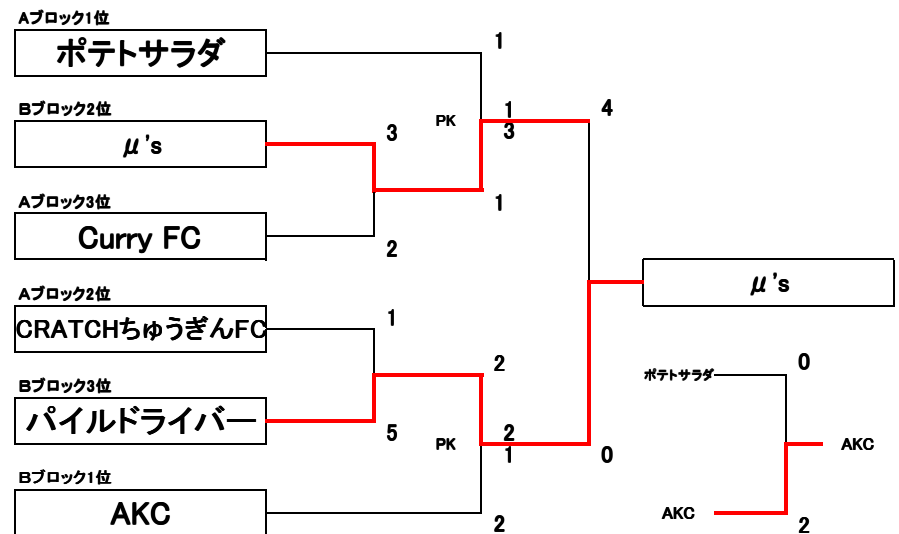 Aブロック1位
ポテトサラダ
1
Bブロック2位
μ's
3
PK
1
3
4
Aブロック3位
Curry FC
2
1
μ's
Aブロック2位
CRATCHちゅうぎんFC
1
2
Bブロック3位
パイルドライバー
5
PK
2
1
0
Bブロック1位
AKC
2
ポテトサラダ
0
AKC
AKC
2